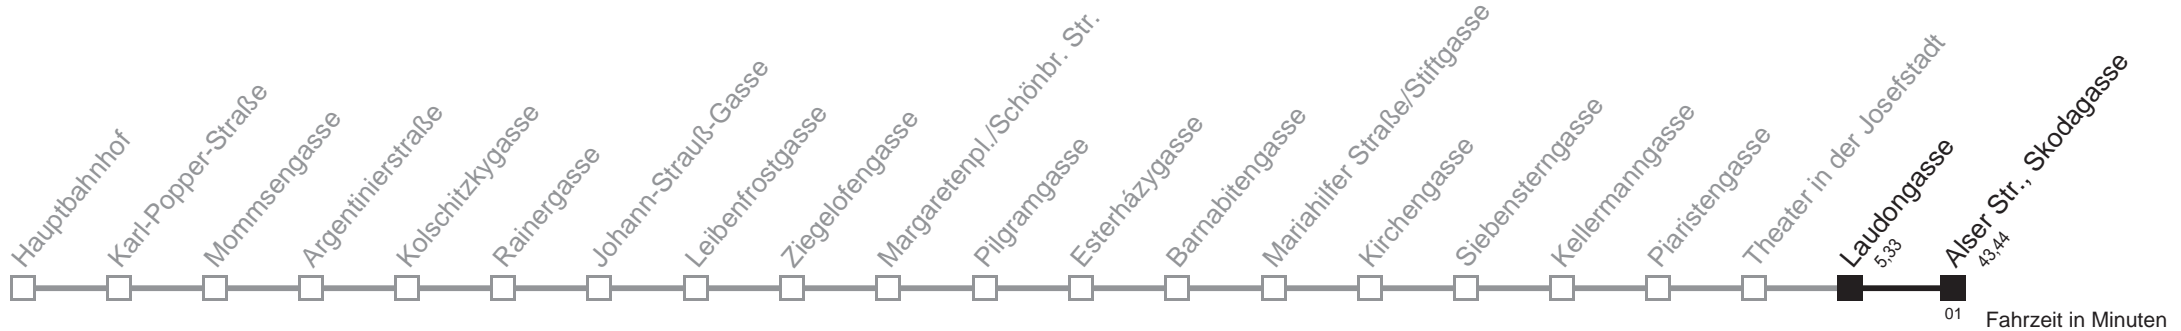 Hauptbahnhof
Karl-Popper-Straße
Mommsengasse
Argentinierstraße
Kolschitzkygasse
Rainergasse
Johann-Strauß-Gasse
Leibenfrostgasse
Ziegelofengasse
Margaretenpl./Schönbr. Str.
Pilgramgasse
Esterházygasse
Barnabitengasse
Mariahilfer Straße/Stiftgasse
Kirchengasse
Siebensterngasse
Kellermanngasse
Piaristengasse
Theater in der Josefstadt
Laudongasse
5,33
Alser Str., Skodagasse
43,44
01
Fahrzeit in Minuten